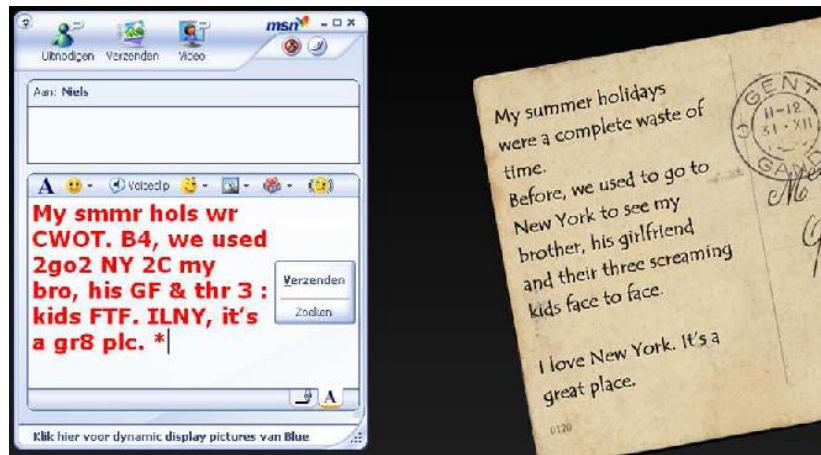 msn
Uitnodigen Verzenden Video
Aan: Niels
A Voiceclip
My smmr hols wr
CWOT. B4, we used
2go2 NY 2C my
bro, his GF & thr 3 :
kids FTF. ILNY, it's
a gr8 plc. *
Verzenden
Zoeken
A
Klik hier voor dynamic display pictures van Blue
My summer holidays
were a complete waste of
time.
Before, we used to go to
New York to see my
brother, his girlfriend
and their three screaming
kids face to face.
I love New York. It's a
great place.
0120
GENT
11-12
31 · XII
GAND